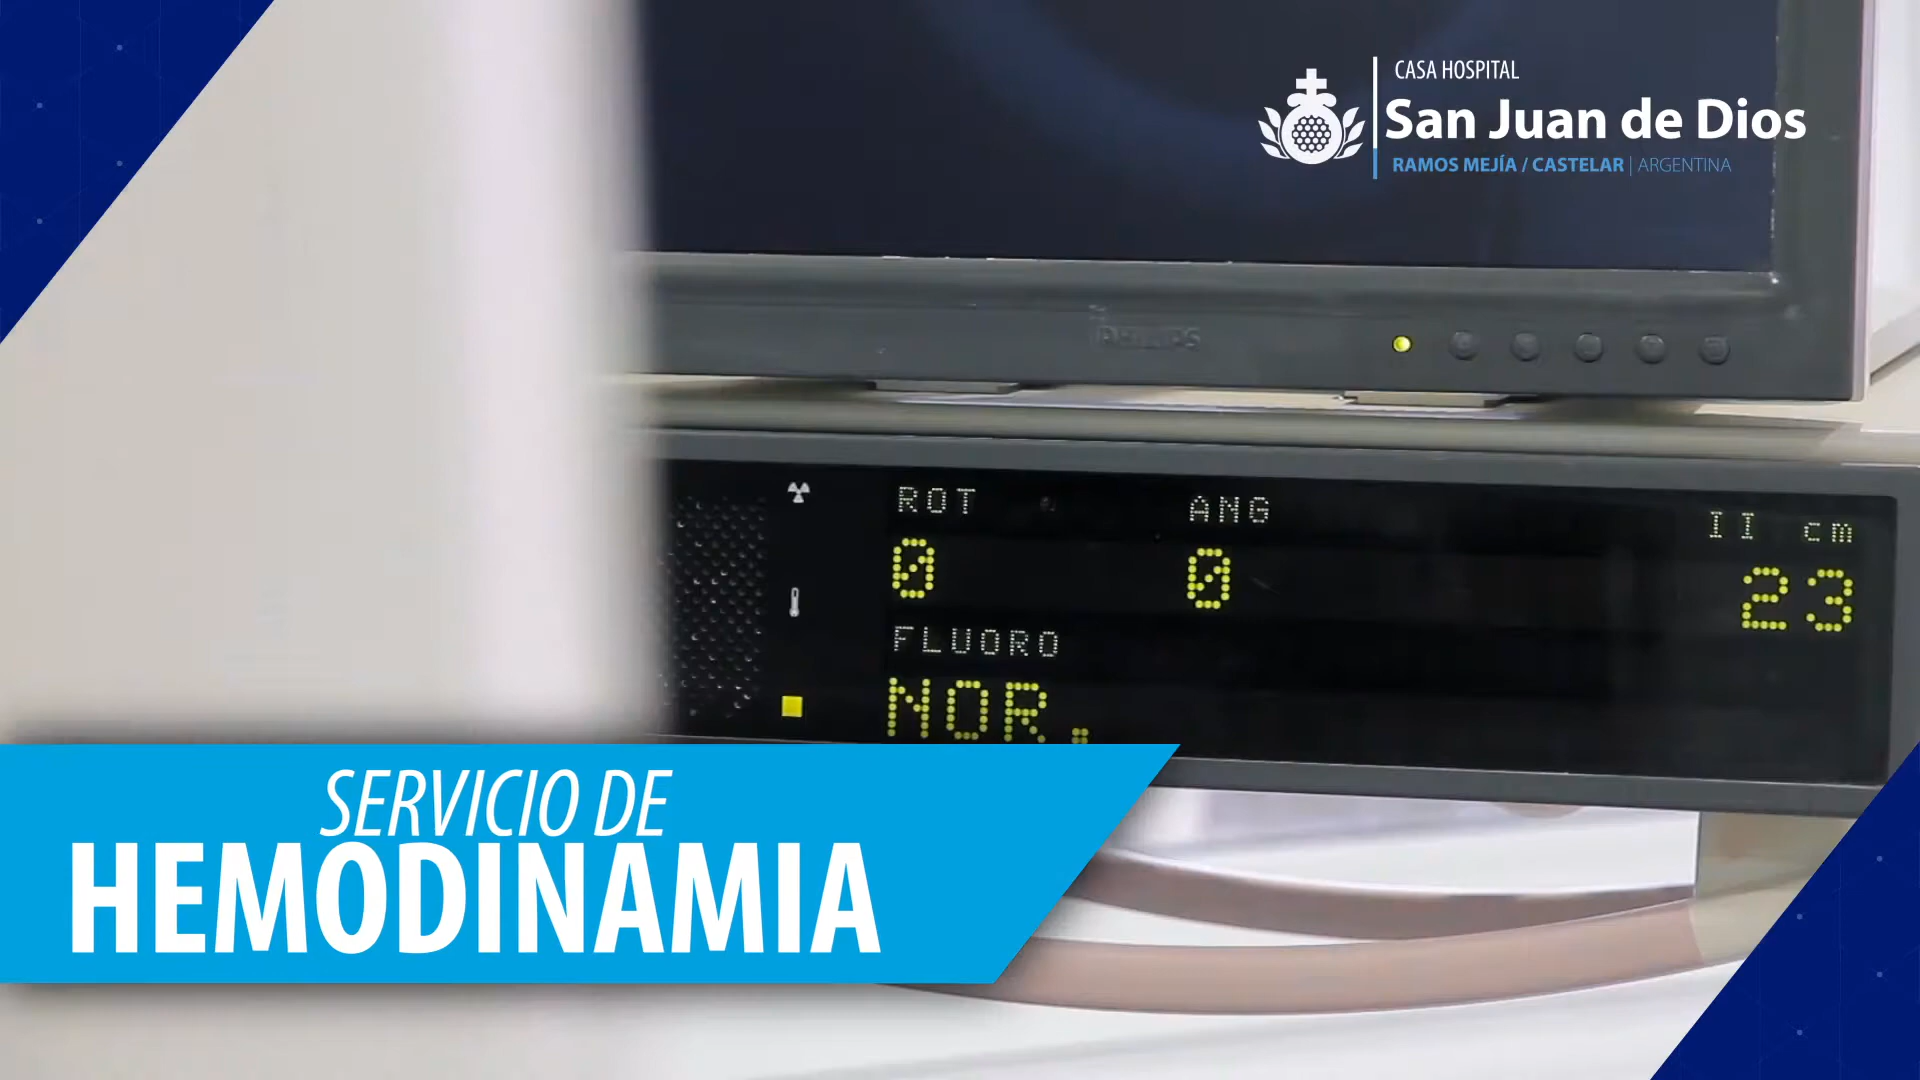 CASA HOSPITAL
San Juan de Dios
RAMOS MEJÍA / CASTELAR | ARGENTINA
PHILIPS
ROT ANG II cm
0 0 23
FLUORO
NOR.
SERVICIO DE
HEMODINAMIA